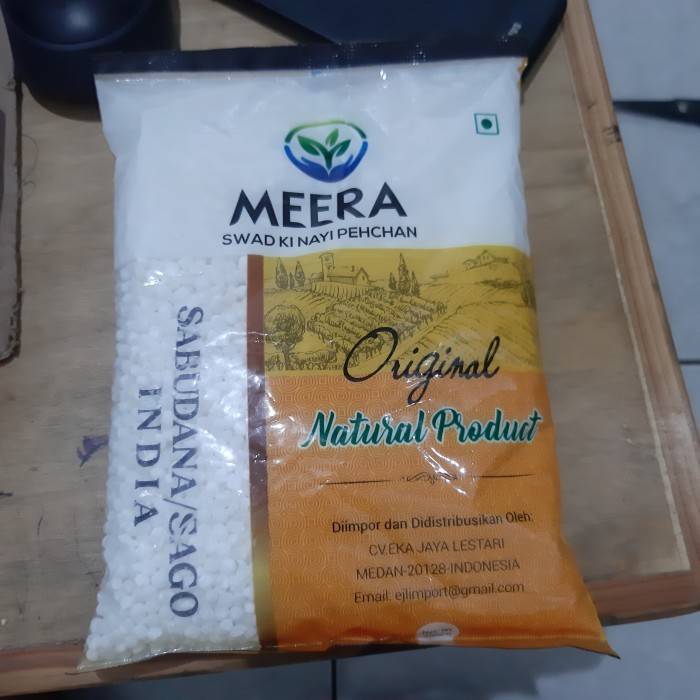 MEERA
SWAD KI NAYI PEHCHAN
SABUDANA/SAGO
INDIA
Original
Natural Product
Diimpor dan Didistribusikan Oleh:
CV.EKA JAYA LESTARI
MEDAN-20128-INDONESIA
Email: ejlimport@gmail.com